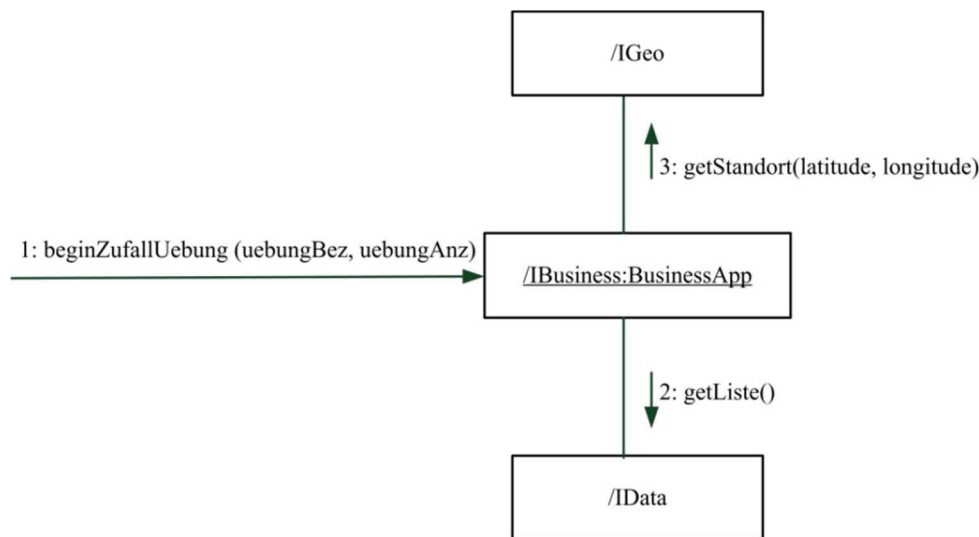 /IGeo
3: getStandort(latitude, longitude)
1: beginZufallUebung (uebungBez, uebungAnz)
/IBusiness:BusinessApp
2: getListe()
/IData